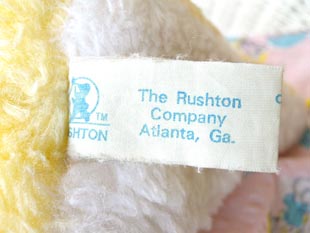 The Rushton
Company
Atlanta, Ga.
TM
SHTON